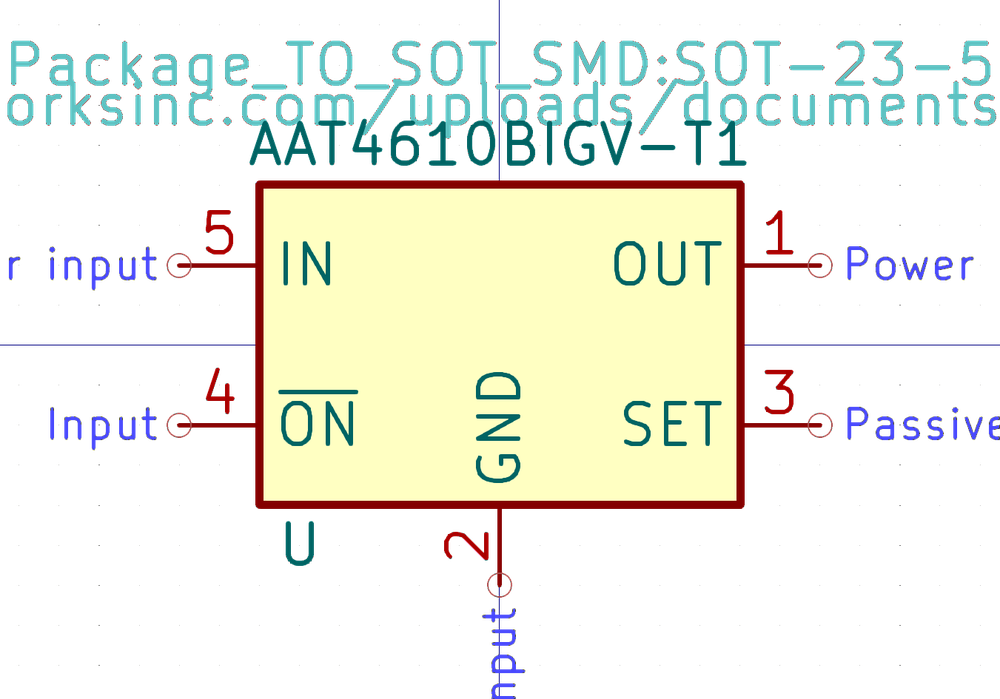 Package_TO_SOT_SMD:SOT-23-5
orksinc.com/uploads/documents
AAT4610BIGV-T1
5
1
r input
IN
OUT
Power
4
3
Input
ON
GND
SET
Passive
U
2
nput